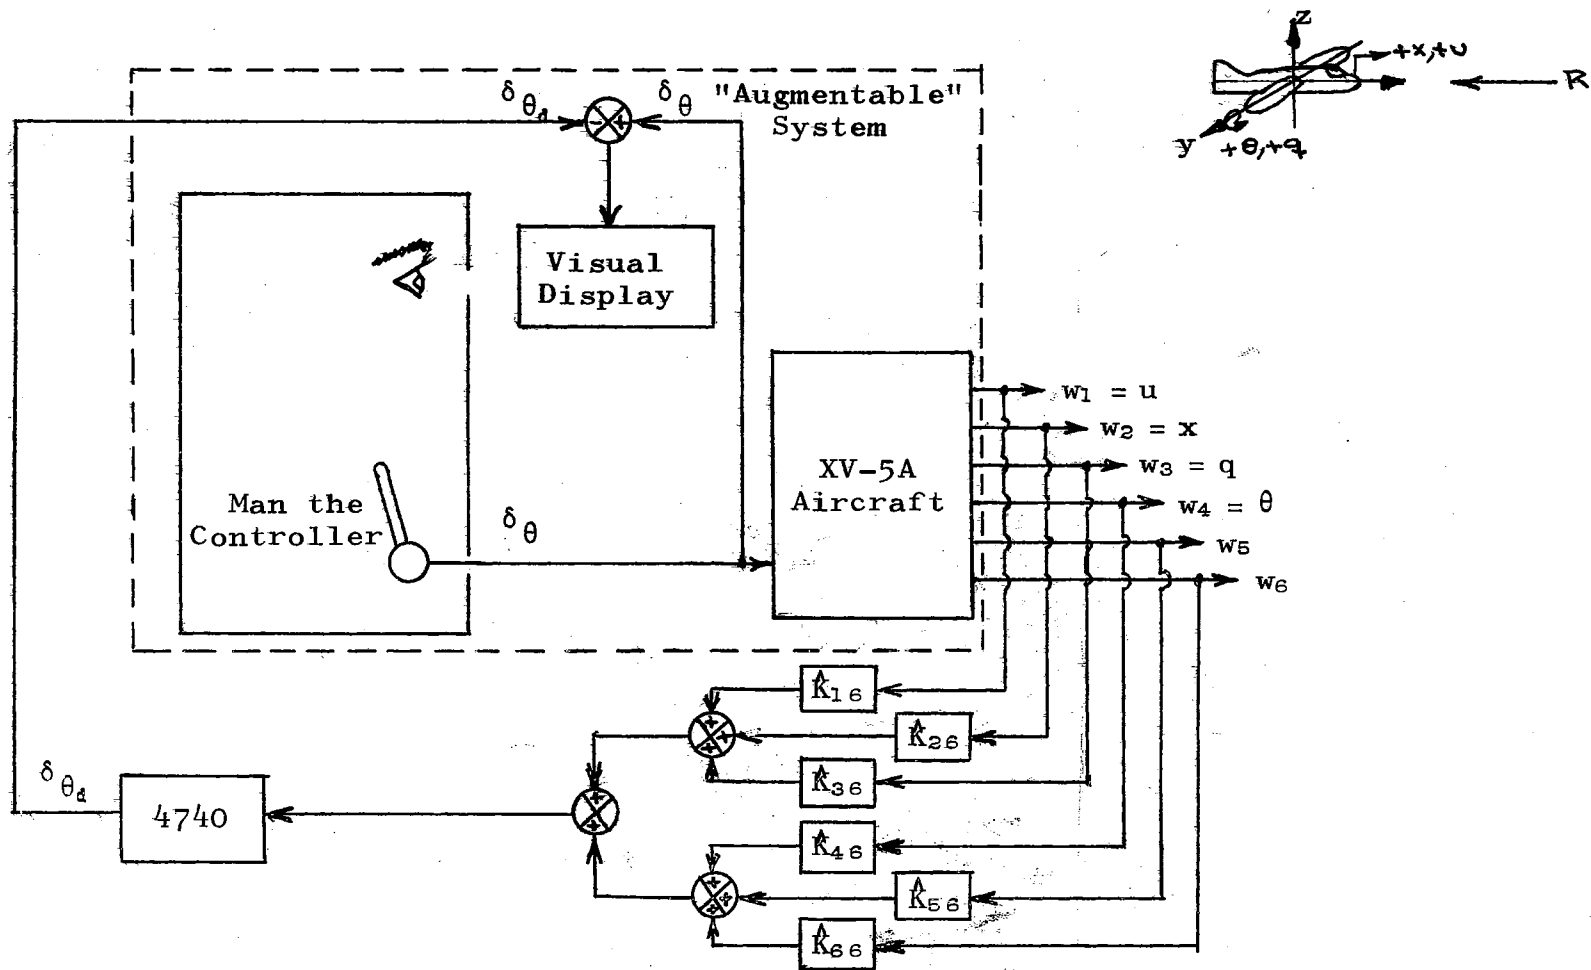 z
+x,+u
R
y
+θ,+q
δθd
δθ
"Augmentable"
System
Visual
Display
XV-5A
Aircraft
Man the
Controller
δθ
w1 = u
w2 = x
w3 = q
w4 = θ
w5
w6
K̂16
K̂26
K̂36
K̂46
K̂56
K̂66
δθd
4740
- +
+ + +
+ +
+ + +